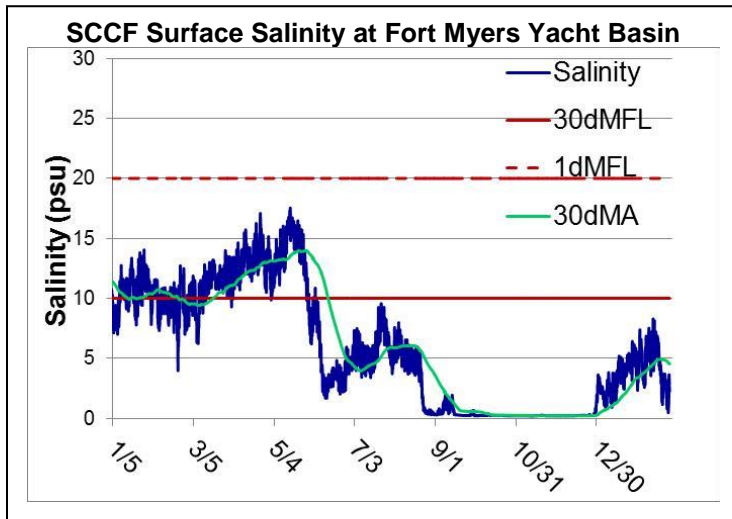 SCCF Surface Salinity at Fort Myers Yacht Basin
30
25
20
15
10
5
0
Salinity (psu)
Salinity
30dMFL
1dMFL
30dMA
1/5
3/5
5/4
7/3
9/1
10/31
12/30